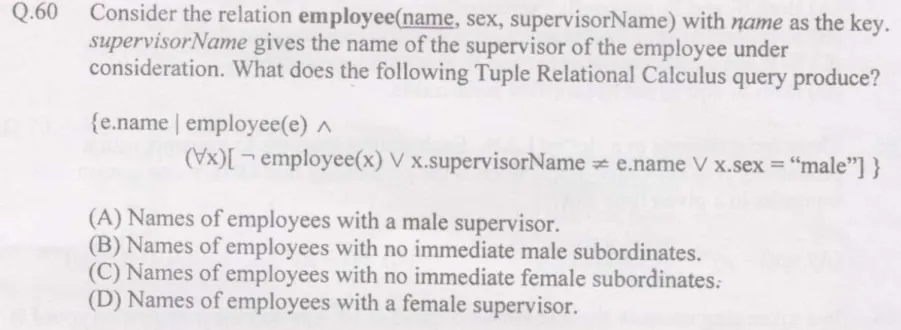 Q.60 Consider the relation employee(name, sex, supervisorName) with name as the key.
supervisorName gives the name of the supervisor of the employee under
consideration. What does the following Tuple Relational Calculus query produce?
{e.name | employee(e) ∧
(∀x)[ ¬ employee(x) ∨ x.supervisorName ≠ e.name ∨ x.sex = “male”] }
(A) Names of employees with a male supervisor.
(B) Names of employees with no immediate male subordinates.
(C) Names of employees with no immediate female subordinates.
(D) Names of employees with a female supervisor.